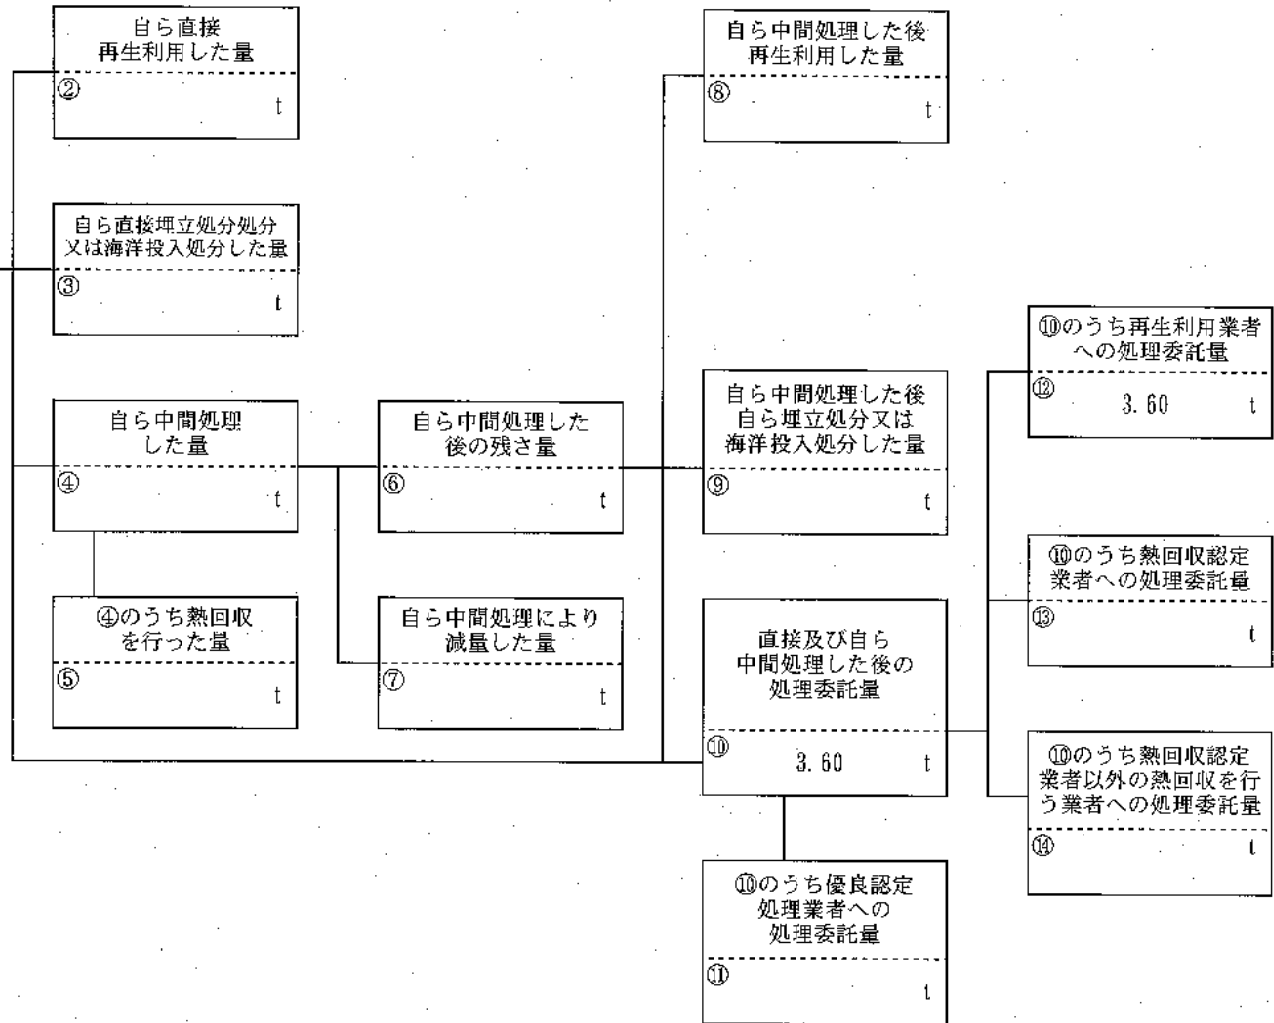 自ら直接
再生利用した量
②
t
自ら直接埋立処分処分
又は海洋投入処分した量
③
t
自ら中間処理
した量
④
t
④のうち熱回収
を行った量
⑤
t
自ら中間処理した
後の残さ量
⑥
t
自ら中間処理により
減量した量
⑦
t
自ら中間処理した後
再生利用した量
⑧
t
自ら中間処理した後
自ら埋立処分又は
海洋投入処分した量
⑨
t
直接及び自ら
中間処理した後の
処理委託量
⑩
3.60 t
⑩のうち優良認定
処理業者への
処理委託量
⑪
t
⑩のうち再生利用業者
への処理委託量
⑫
3.60 t
⑩のうち熱回収認定
業者への処理委託量
⑬
t
⑩のうち熱回収認定
業者以外の熱回収を行
う業者への処理委託量
⑭
t